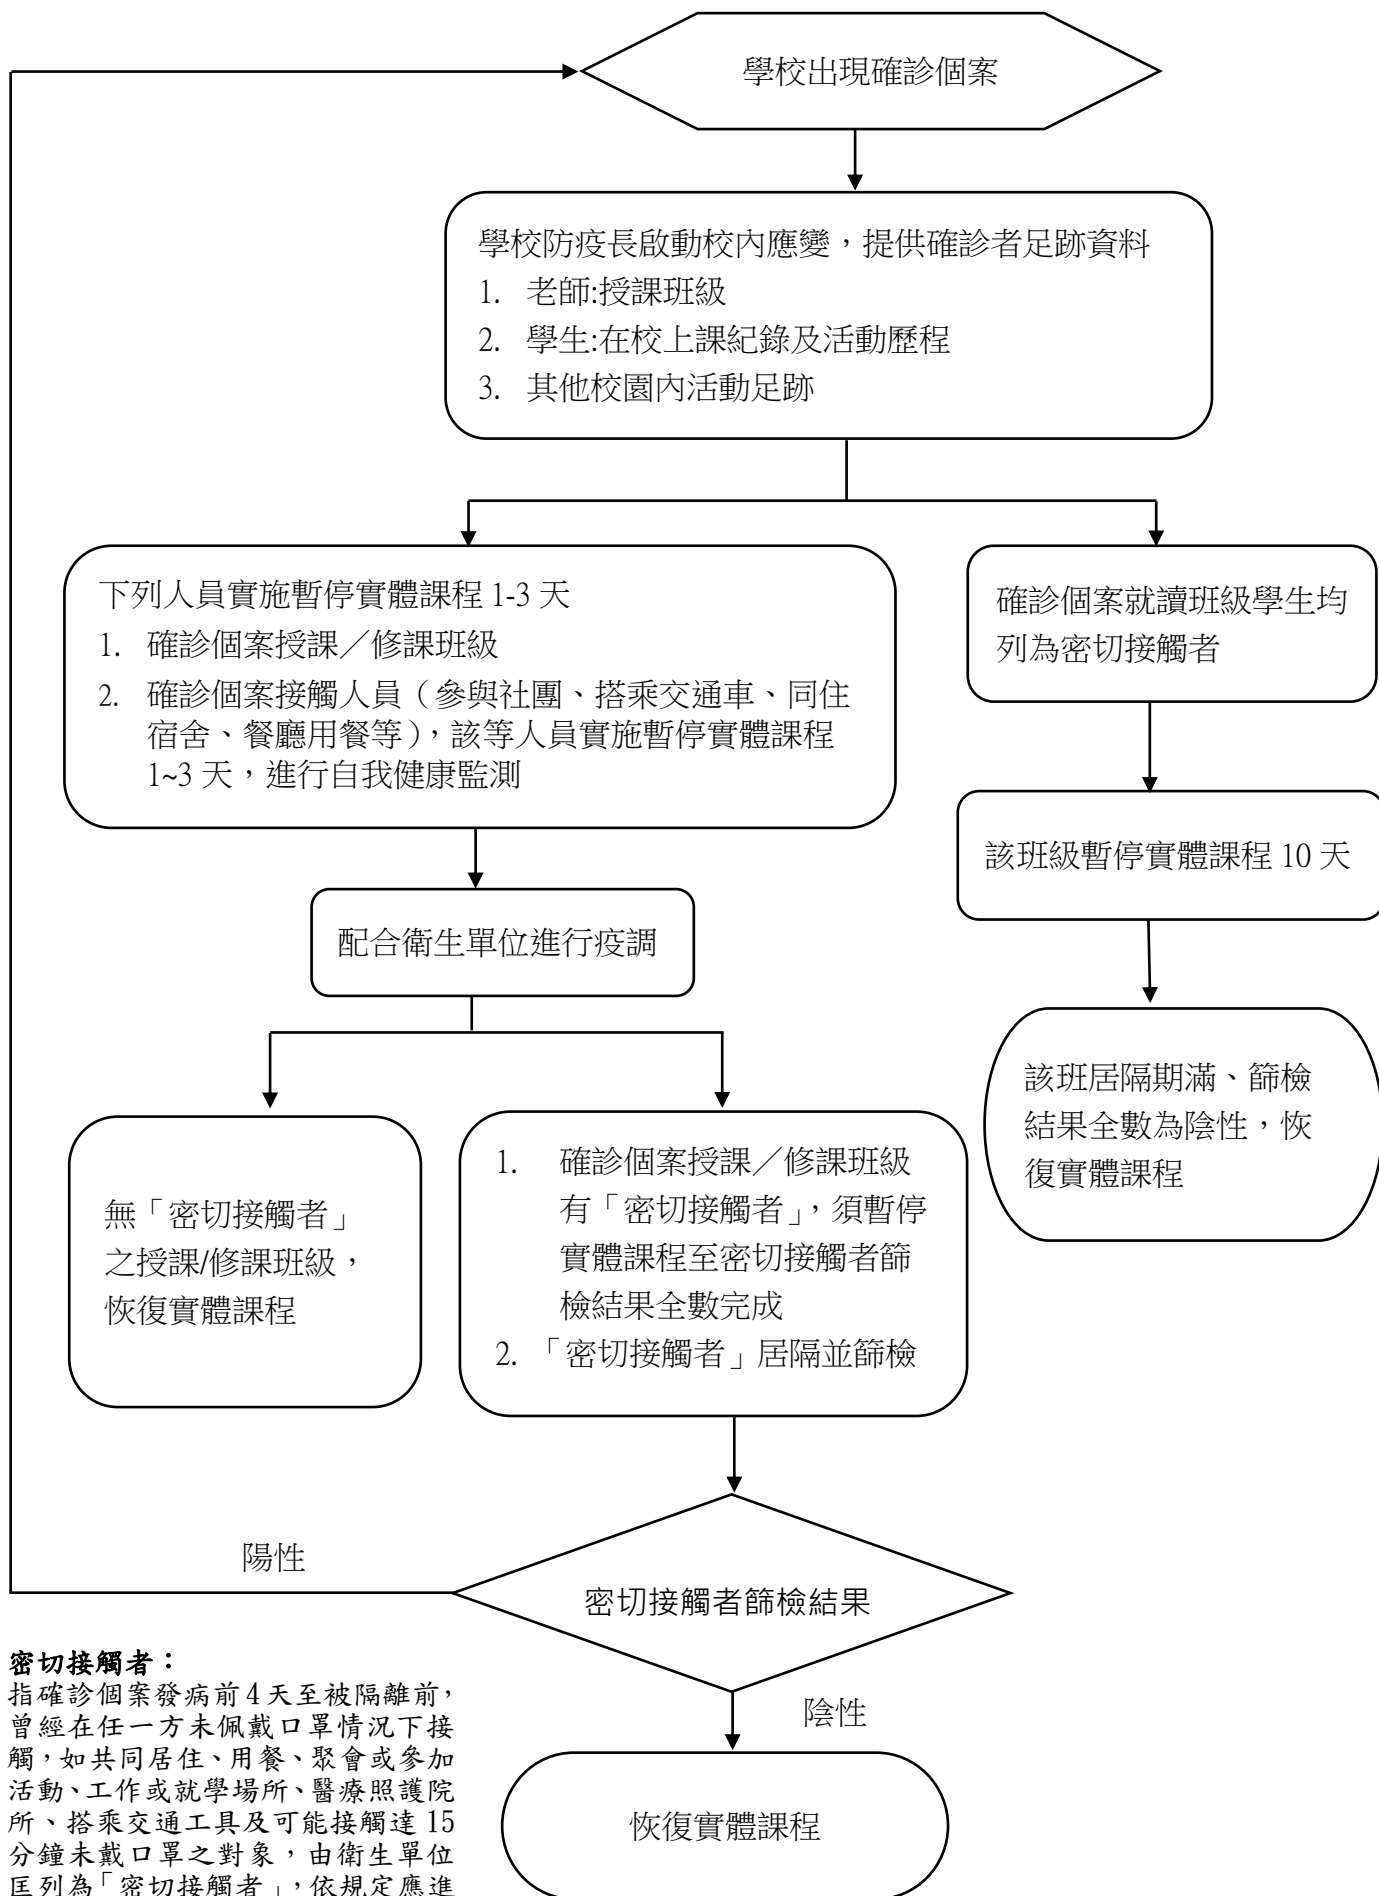 學校出現確診個案
學校防疫長啟動校內應變，提供確診者足跡資料
1. 老師:授課班級
2. 學生:在校上課紀錄及活動歷程
3. 其他校園內活動足跡
下列人員實施暫停實體課程 1-3 天
1. 確診個案授課／修課班級
2. 確診個案接觸人員（參與社團、搭乘交通車、同住
宿舍、餐廳用餐等），該等人員實施暫停實體課程
1~3 天，進行自我健康監測
確診個案就讀班級學生均
列為密切接觸者
該班級暫停實體課程 10 天
配合衛生單位進行疫調
該班居隔期滿、篩檢
結果全數為陰性，恢
復實體課程
無「密切接觸者」
之授課/修課班級，
恢復實體課程
1. 確診個案授課／修課班級
有「密切接觸者」，須暫停
實體課程至密切接觸者篩
檢結果全數完成
2. 「密切接觸者」居隔並篩檢
陽性
密切接觸者篩檢結果
陰性
恢復實體課程
密切接觸者：
指確診個案發病前 4 天至被隔離前，
曾經在任一方未佩戴口罩情況下接
觸，如共同居住、用餐、聚會或參加
活動、工作或就學場所、醫療照護院
所、搭乘交通工具及可能接觸達 15
分鐘未戴口罩之對象，由衛生單位
匡列為「密切接觸者」，依規定應進